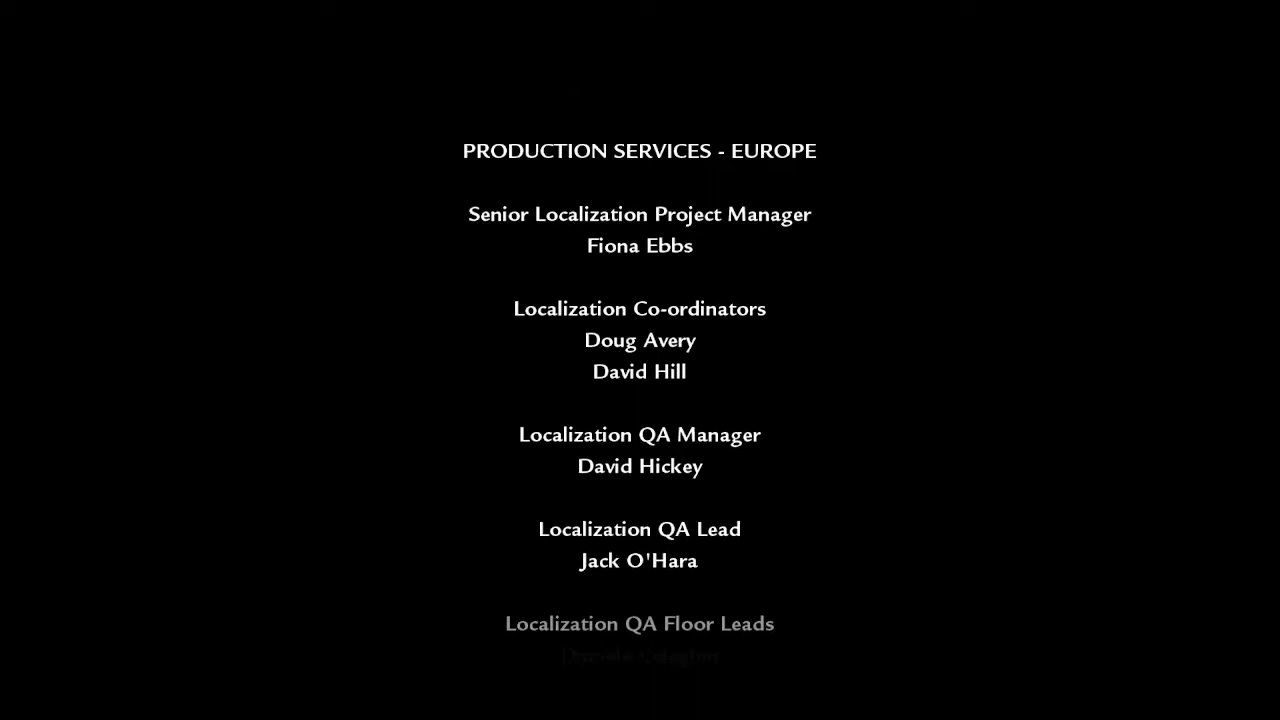 PRODUCTION SERVICES - EUROPE
Senior Localization Project Manager
Fiona Ebbs
Localization Co-ordinators
Doug Avery
David Hill
Localization QA Manager
David Hickey
Localization QA Lead
Jack O'Hara
Localization QA Floor Leads